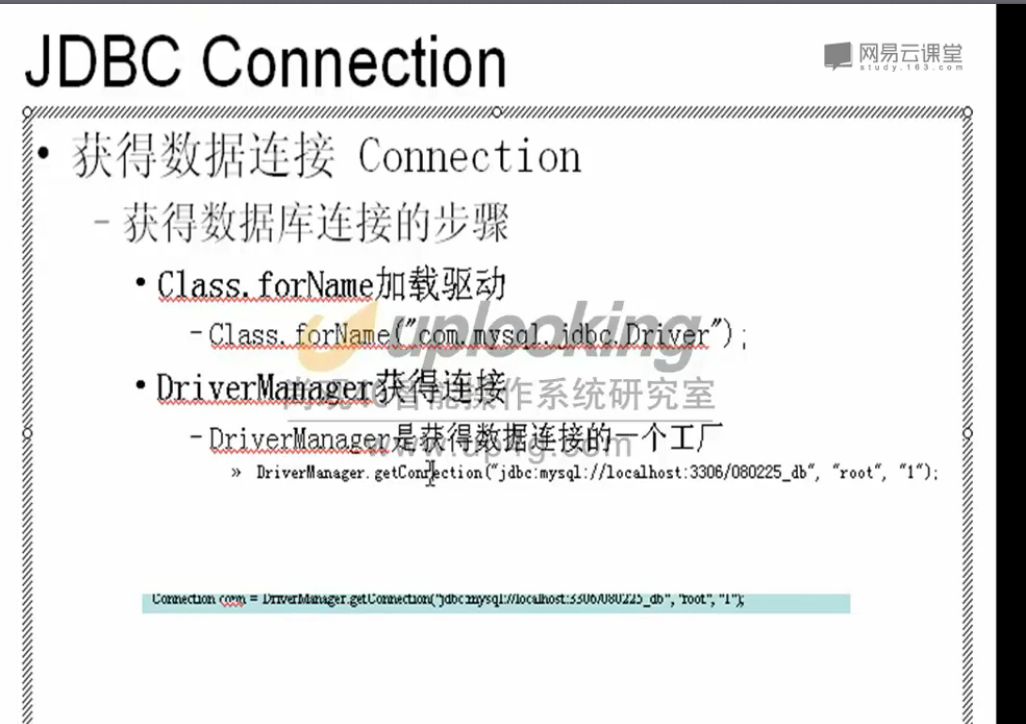 JDBC Connection
网易云课堂
study.163.com
• 获得数据连接 Connection
–获得数据库连接的步骤
•Class.forName加载驱动
–Class.forName("com.mysql.jdbc.Driver");
uplooking
•DriverManager获得连接
操作系统研究室
–DriverManager是获得数据连接的一个工厂
» DriverManager.getConnection("jdbc:mysql://localhost:3306/080225_db", "root", "1");
Connection conn = DriverManager.getConnection("jdbc:mysql://localhost:3306/080225_db", "root", "1");